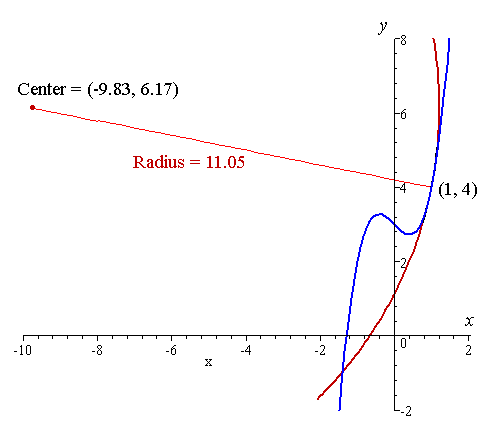 y
8
Center = (-9.83, 6.17)
6
Radius = 11.05
4
(1, 4)
2
x
-10 -8 -6 -4 -2 0 2
x
-2